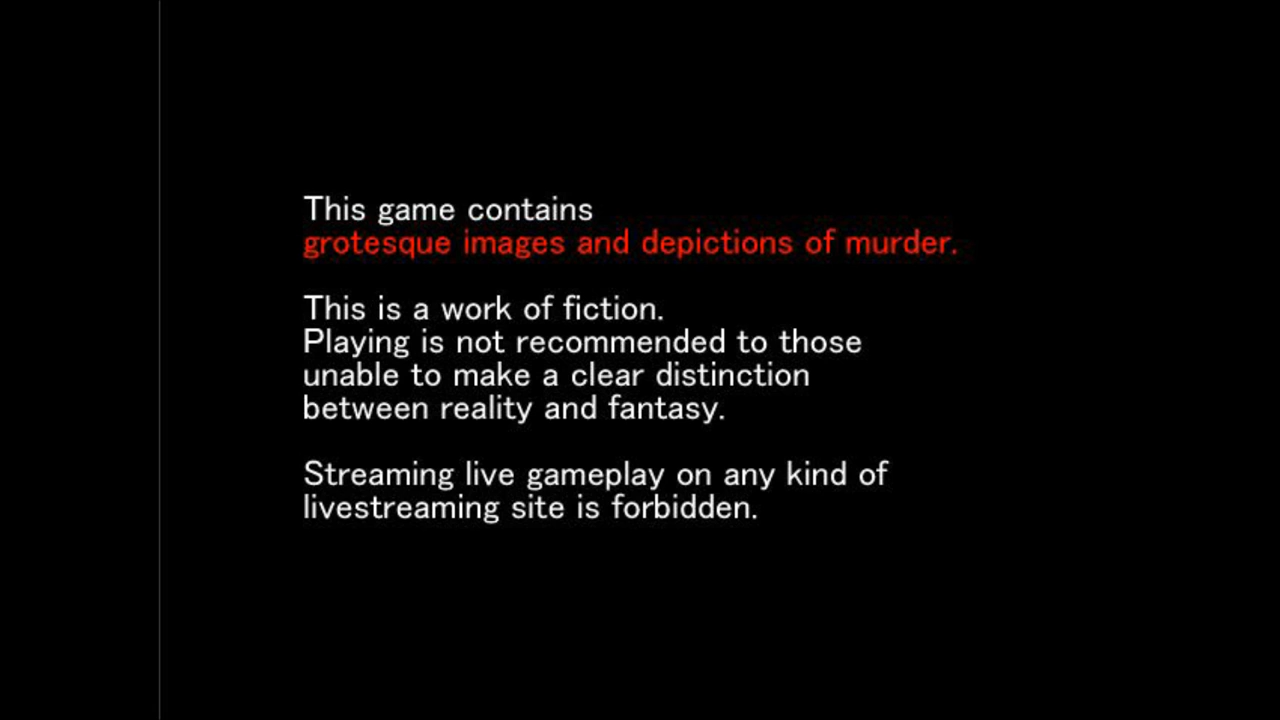 This game contains
grotesque images and depictions of murder.
This is a work of fiction.
Playing is not recommended to those
unable to make a clear distinction
between reality and fantasy.
Streaming live gameplay on any kind of
livestreaming site is forbidden.